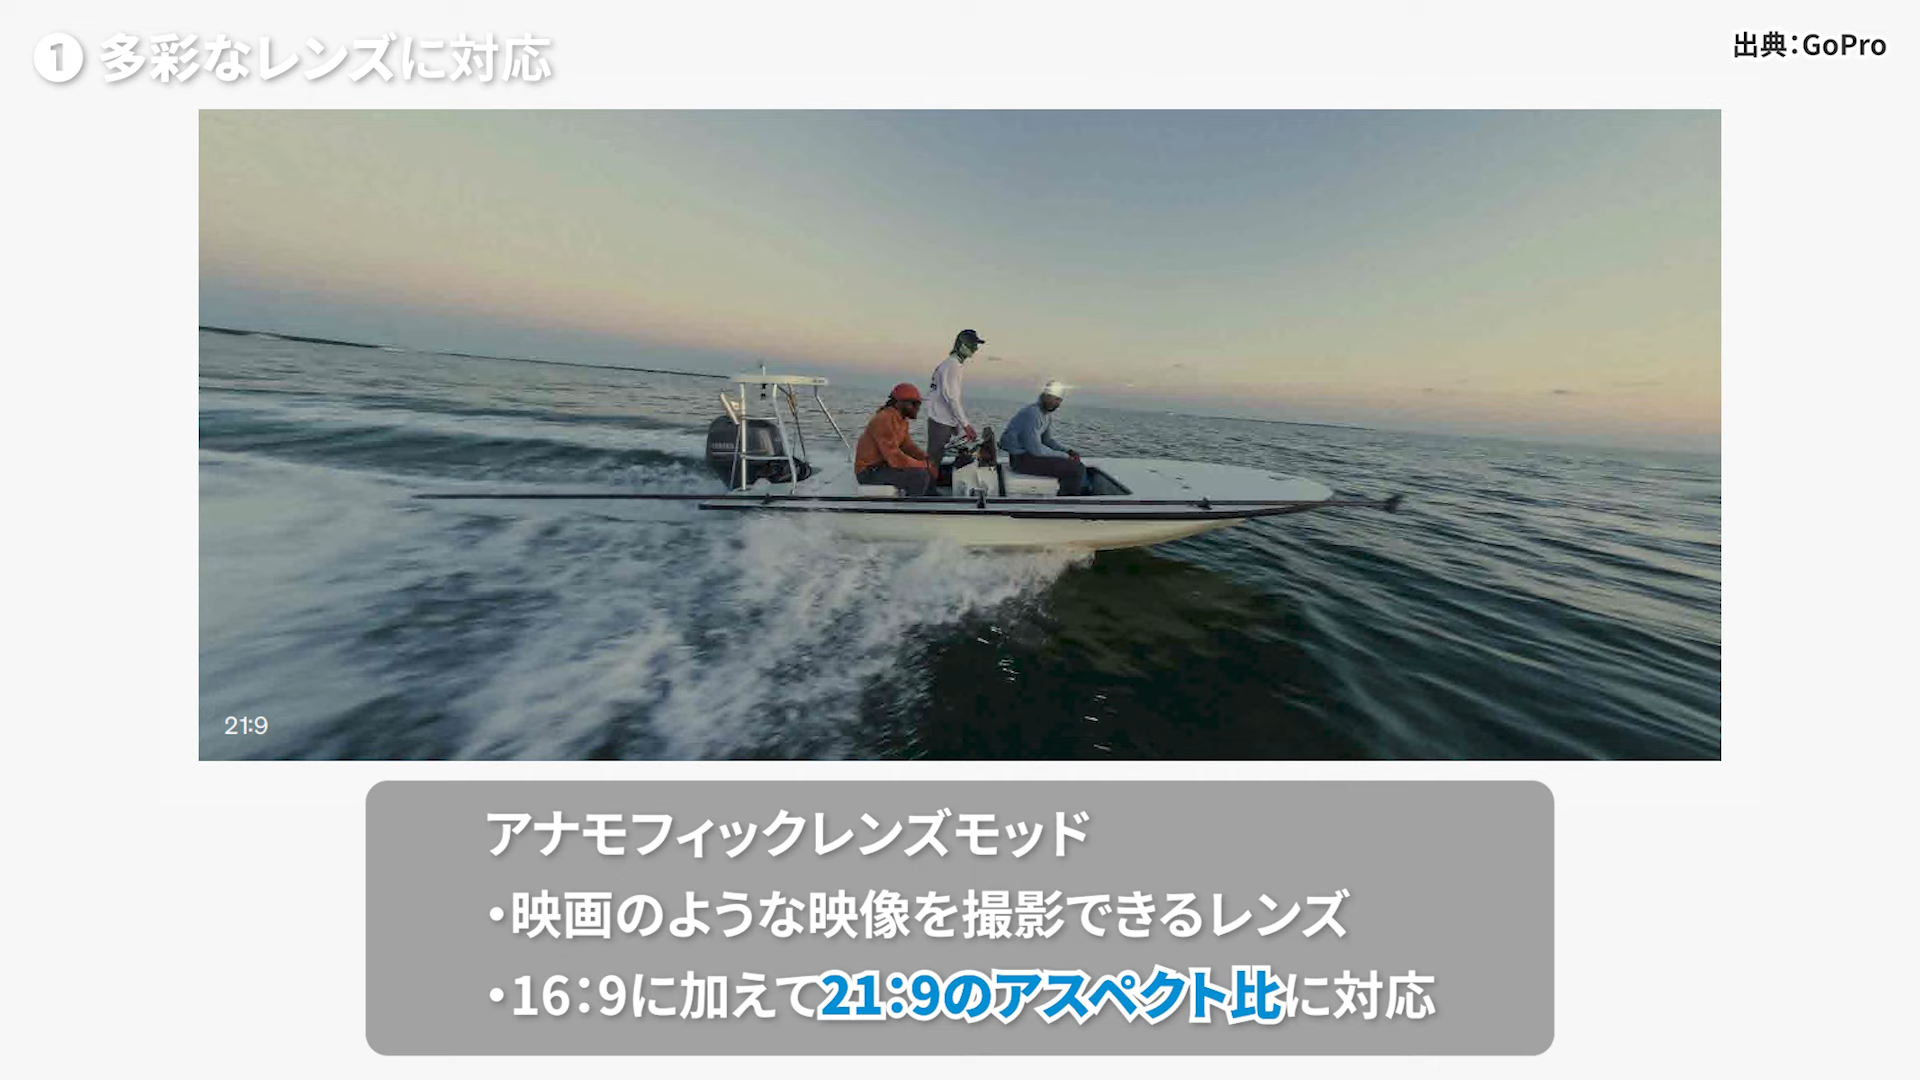 ❶ 多彩なレンズに対応
出典：GoPro
21:9
アナモフィックレンズモッド
・映画のような映像を撮影できるレンズ
・16：9に加えて21：9のアスペクト比に対応